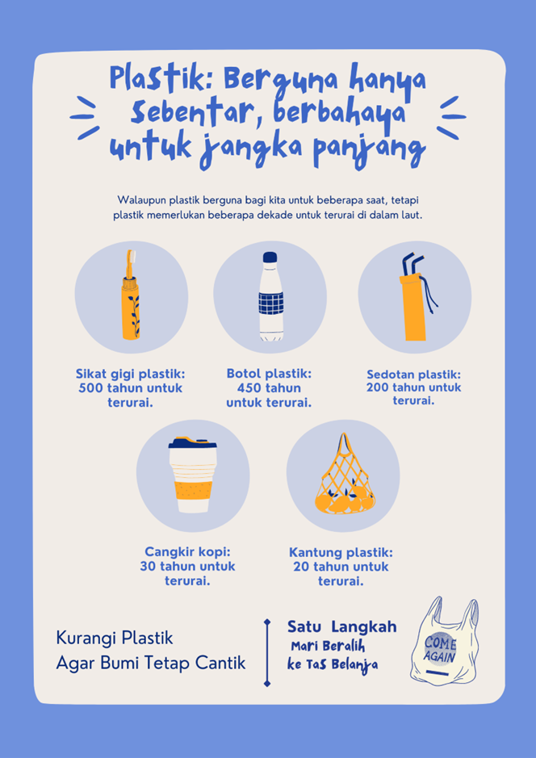 Plastik: Berguna hanya
Sebentar, berbahaya
untuk jangka panjang
Walaupun plastik berguna bagi kita untuk beberapa saat, tetapi
plastik memerlukan beberapa dekade untuk terurai di dalam laut.
Sikat gigi plastik:
500 tahun untuk
terurai.
Botol plastik:
450 tahun
untuk terurai.
Sedotan plastik:
200 tahun untuk
terurai.
Cangkir kopi:
30 tahun untuk
terurai.
Kantung plastik:
20 tahun untuk
terurai.
Kurangi Plastik
Agar Bumi Tetap Cantik
Satu Langkah
Mari Beralih
ke Tas Belanja
COME
AGAIN